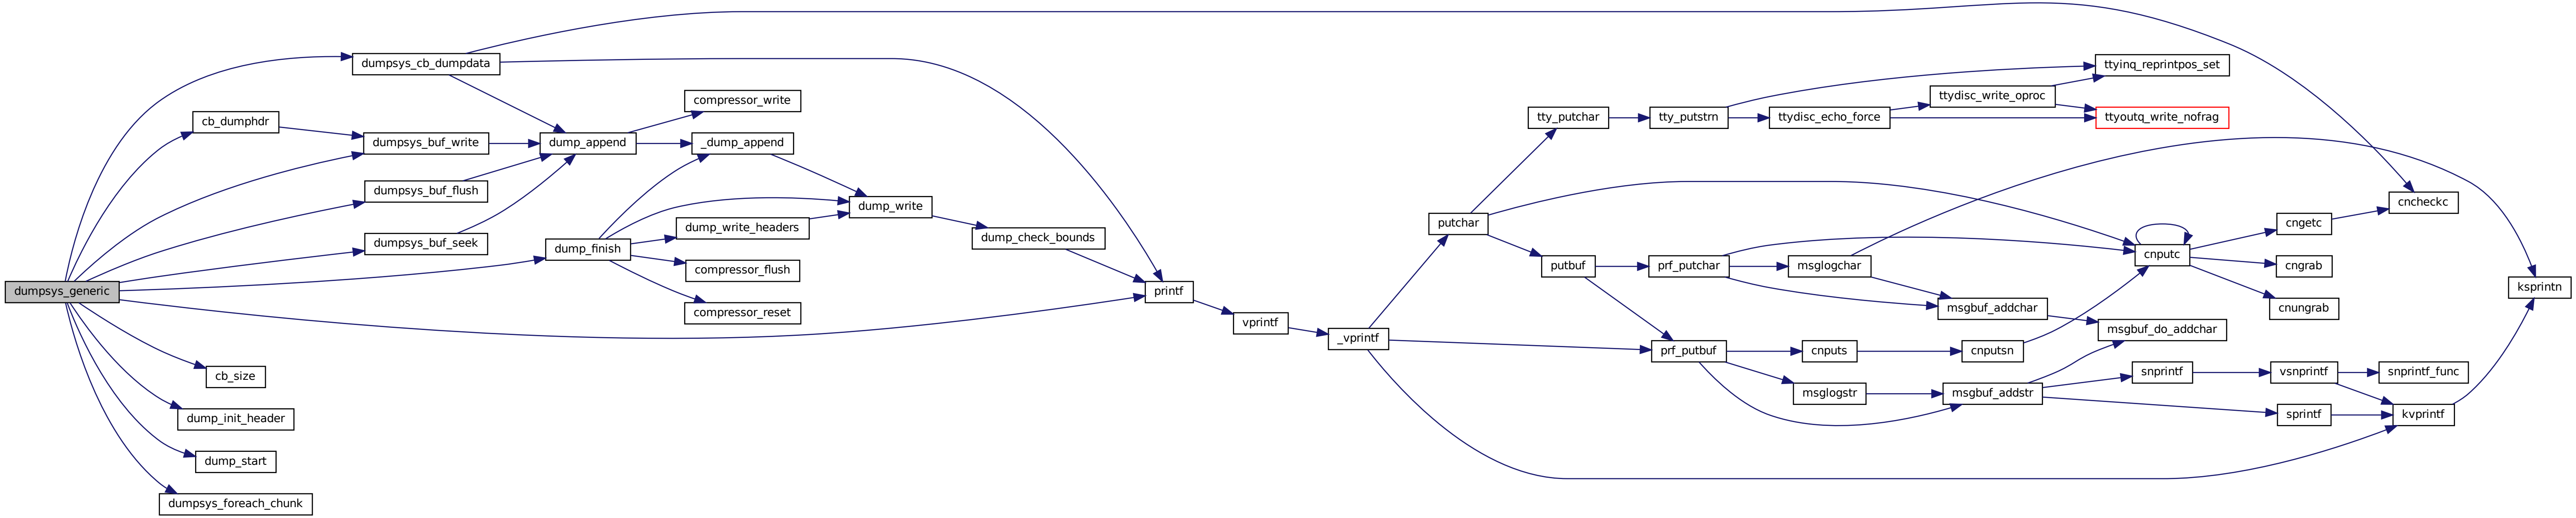 dumpsys_generic
dumpsys_cb_dumpdata
cb_dumphdr
dumpsys_buf_write
dumpsys_buf_flush
dumpsys_buf_seek
cb_size
dump_init_header
dump_start
dumpsys_foreach_chunk
dump_append
dump_finish
compressor_write
_dump_append
dump_write_headers
compressor_flush
compressor_reset
dump_write
dump_check_bounds
printf
vprintf
_vprintf
putchar
tty_putchar
putbuf
tty_putstrn
prf_putchar
prf_putbuf
ttydisc_echo_force
msglogchar
cnputs
msglogstr
ttydisc_write_oproc
msgbuf_addchar
cnputsn
msgbuf_addstr
ttyinq_reprintpos_set
ttyoutq_write_nofrag
cnputc
msgbuf_do_addchar
snprintf
cngetc
cngrab
cnungrab
vsnprintf
sprintf
cncheckc
snprintf_func
kvprintf
ksprintn